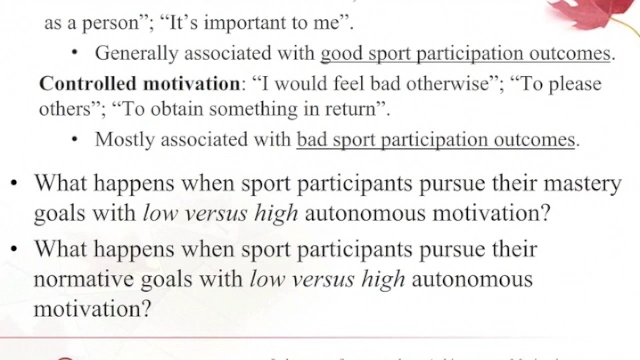 as a person”; “It’s important to me”.
• Generally associated with good sport participation outcomes.
Controlled motivation: “I would feel bad otherwise”; “To please
others”; “To obtain something in return”.
• Mostly associated with bad sport participation outcomes.
• What happens when sport participants pursue their mastery
goals with low versus high autonomous motivation?
• What happens when sport participants pursue their
normative goals with low versus high autonomous
motivation?